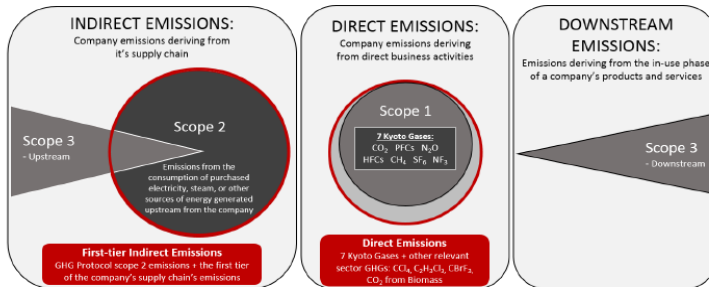 INDIRECT EMISSIONS:
Company emissions deriving from
it's supply chain
Scope 3
- Upstream
Scope 2
Emissions from the
consumption of purchased
electricity, steam, or other
sources of energy generated
upstream from the company
First-tier Indirect Emissions
GHG Protocol scope 2 emissions + the first tier
of the company's supply chain's emissions
DIRECT EMISSIONS:
Company emissions deriving
from direct business activities
Scope 1
7 Kyoto Gases:
CO₂ PFCs N₂O
HFCs CH₄ SF₆ NF₃
Direct Emissions
7 Kyoto Gases + other relevant
sector GHGs: CCl₄, C₂H₃Cl₃, CBrF₃,
CO₂ from Biomass
DOWNSTREAM
EMISSIONS:
Emissions deriving from the in-use phase
of a company's products and services
Scope 3
- Downstream